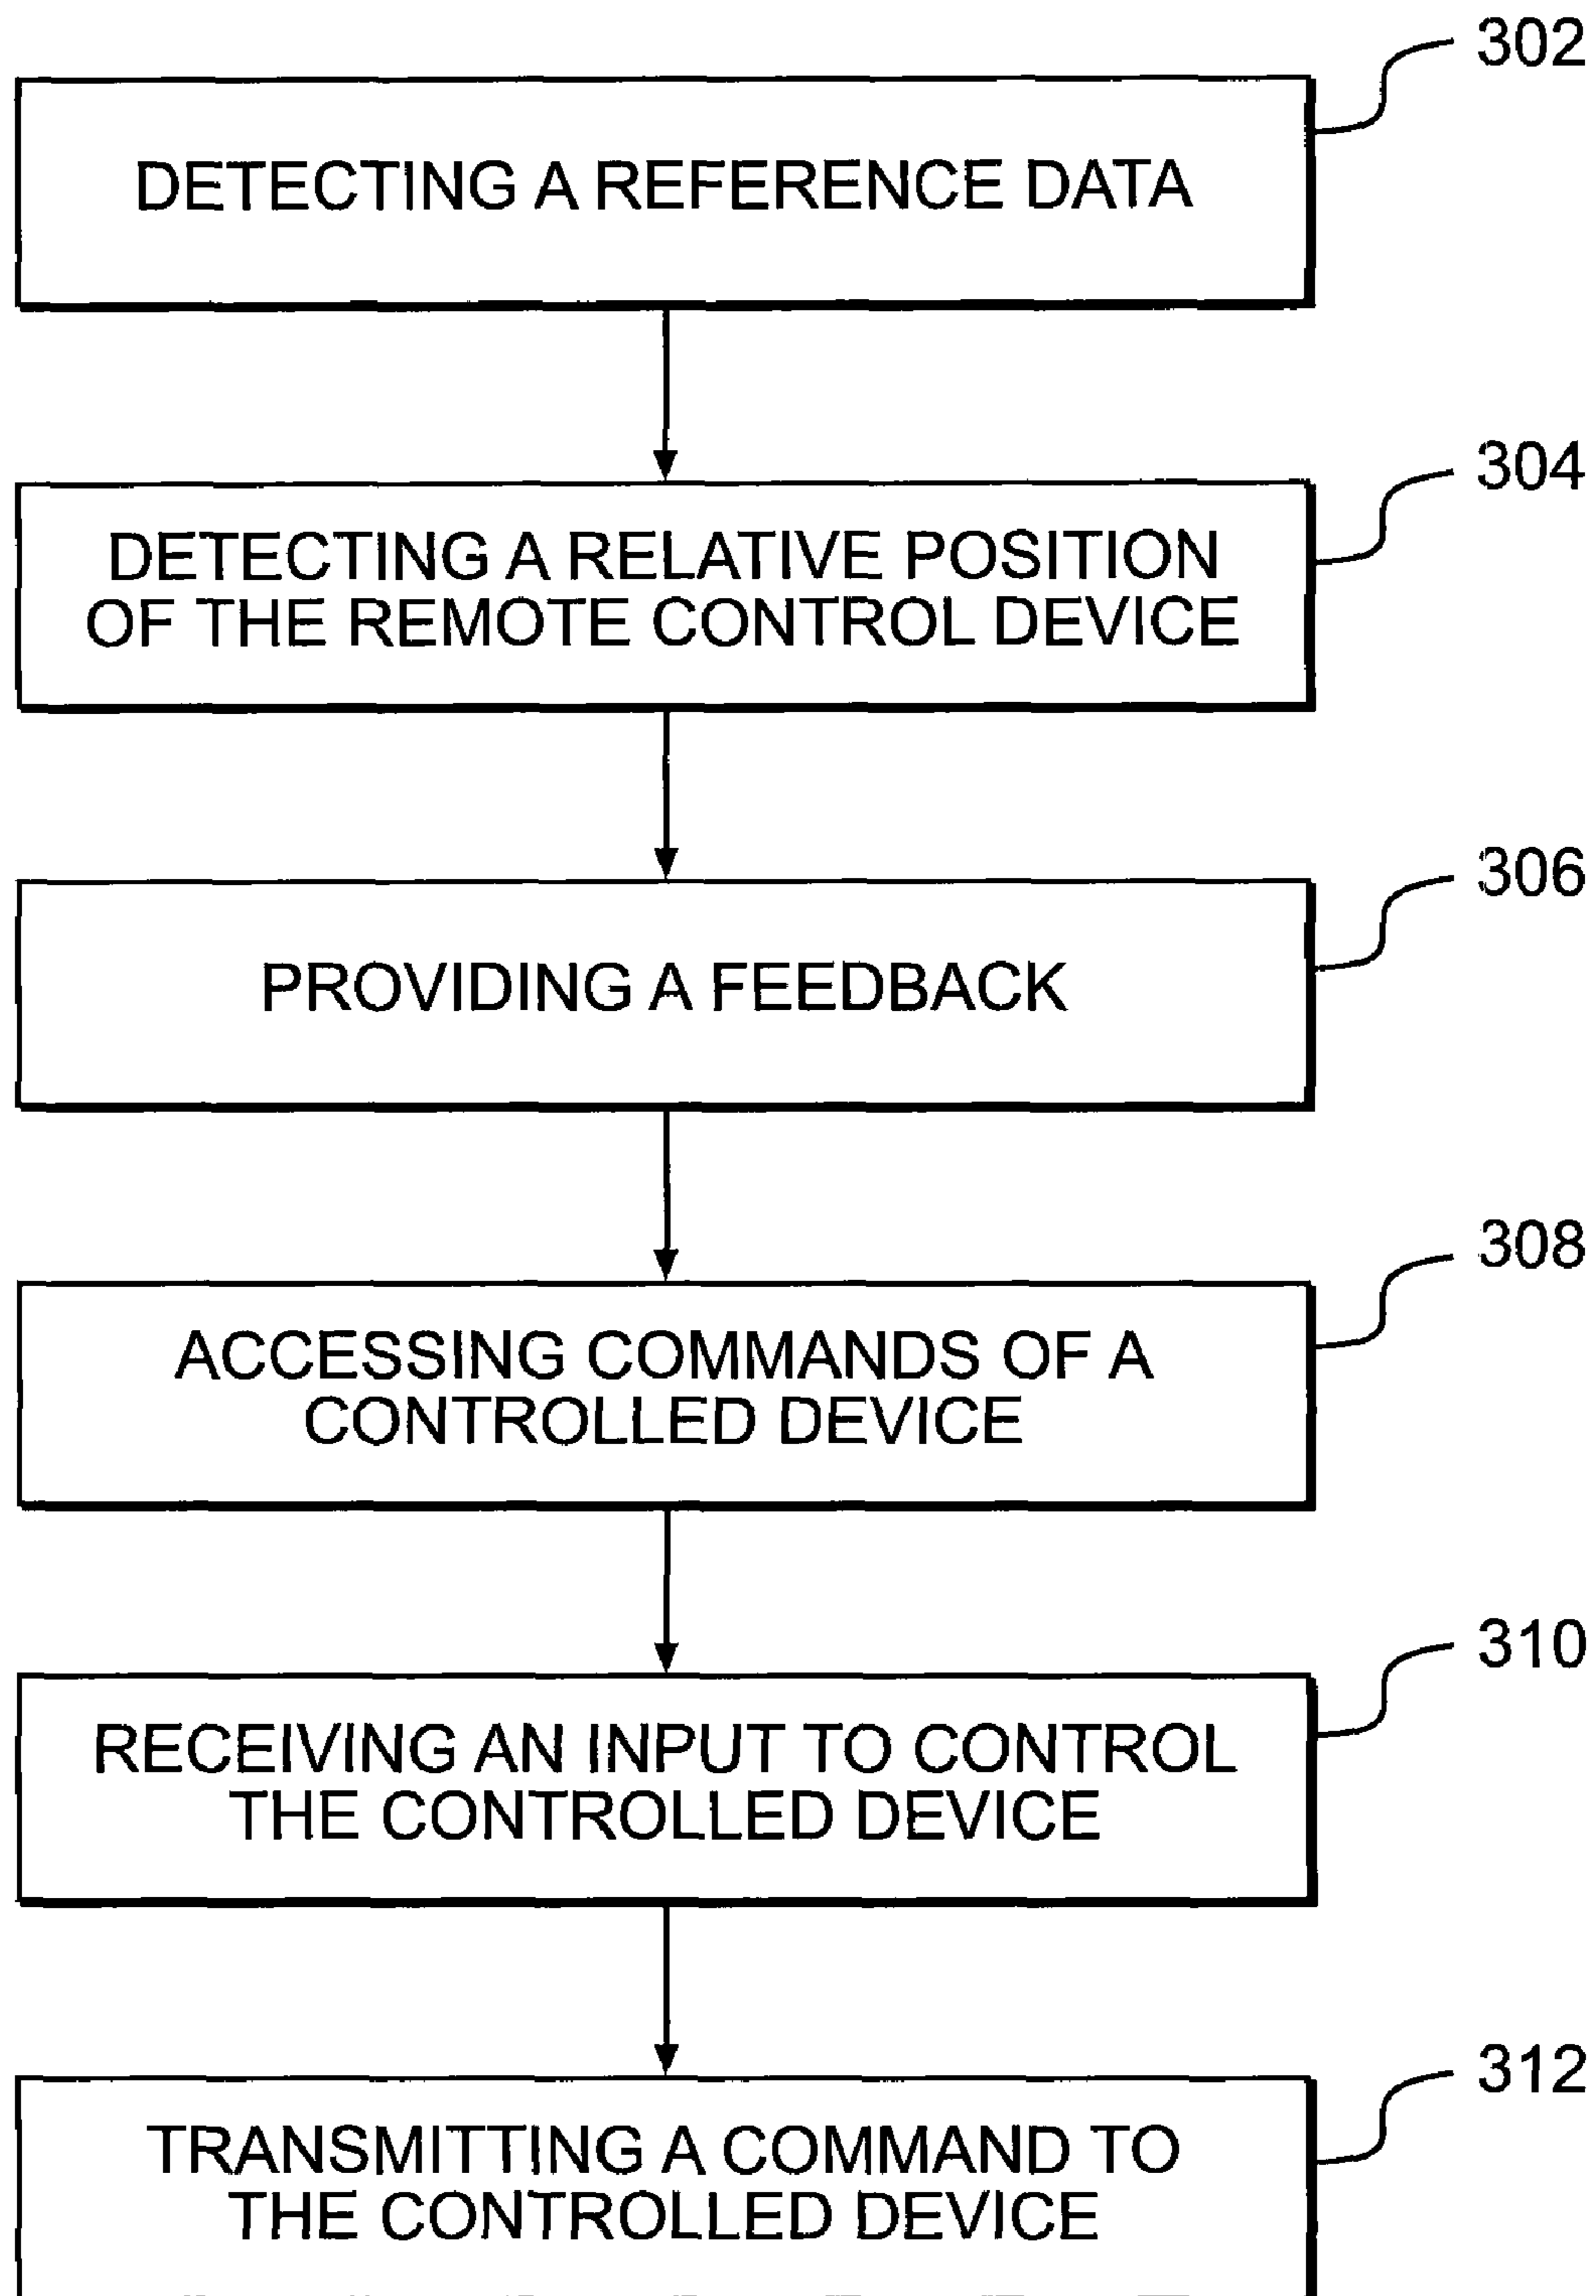 302
DETECTING A REFERENCE DATA
304
DETECTING A RELATIVE POSITION
OF THE REMOTE CONTROL DEVICE
306
PROVIDING A FEEDBACK
308
ACCESSING COMMANDS OF A
CONTROLLED DEVICE
310
RECEIVING AN INPUT TO CONTROL
THE CONTROLLED DEVICE
312
TRANSMITTING A COMMAND TO
THE CONTROLLED DEVICE